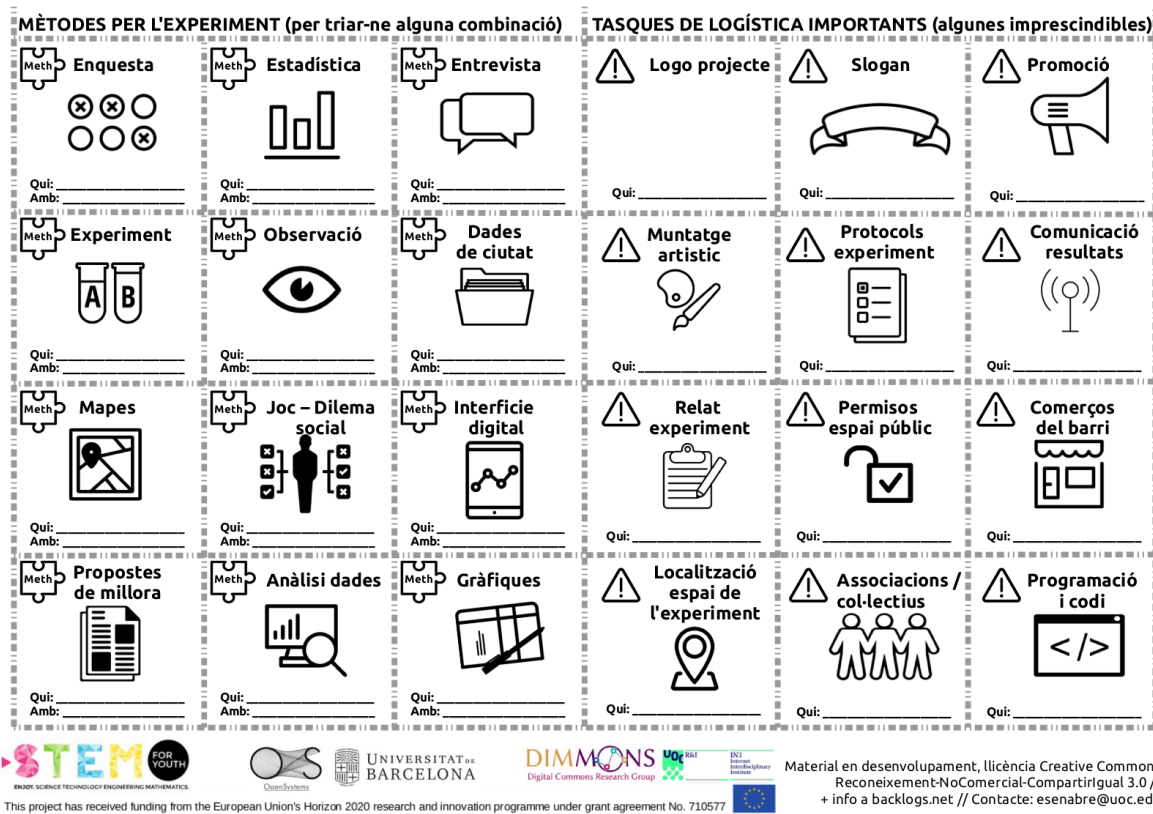 MÈTODES PER L'EXPERIMENT (per triar-ne alguna combinació)
TASQUES DE LOGÍSTICA IMPORTANTS (algunes imprescindibles)
Meth Enquesta
Qui:
Amb:
Meth Estadística
Qui:
Amb:
Meth Entrevista
Qui:
Amb:
Logo projecte
Qui:
Slogan
Qui:
Promoció
Qui:
Meth Experiment
A B
Qui:
Amb:
Meth Observació
Qui:
Amb:
Meth Dades
de ciutat
Qui:
Amb:
Muntatge
artistic
Qui:
Protocols
experiment
Qui:
Comunicació
resultats
Qui:
Meth Mapes
Qui:
Amb:
Meth Joc – Dilema
social
Qui:
Amb:
Meth Interficie
digital
Qui:
Amb:
Relat
experiment
Qui:
Permisos
espai públic
Qui:
Comerços
del barri
Qui:
Meth Propostes
de millora
Qui:
Amb:
Meth Anàlisi dades
Qui:
Amb:
Meth Gràfiques
Qui:
Amb:
Localització
espai de
l'experiment
Qui:
Associacions /
col·lectius
Qui:
Programació
i codi
</>
Qui:
STEM FOR
YOUTH
ENJOY. SCIENCE TECHNOLOGY ENGINEERING MATHEMATICS.
OpenSystems
UNIVERSITAT DE
BARCELONA
DIMMONS
Digital Commons Research Group
UOC R&I
IN3
Internet
Interdisciplinary
Institute
Material en desenvolupament, llicència Creative Common
Reconeixement-NoComercial-CompartirIgual 3.0 /
+ info a backlogs.net // Contacte: esenabre@uoc.ed
This project has received funding from the European Union's Horizon 2020 research and innovation programme under grant agreement No. 710577